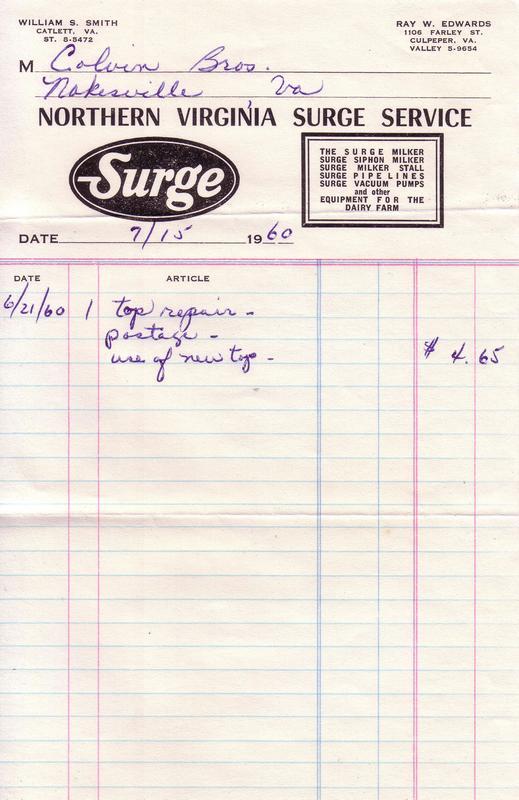 WILLIAM S. SMITH
CATLETT, VA.
ST. 8-5472
RAY W. EDWARDS
1106 FARLEY ST.
CULPEPER, VA.
VALLEY 5-9654
M Colvin Bros.
Nokesville Va
NORTHERN VIRGINIA SURGE SERVICE
Surge
THE SURGE MILKER
SURGE SIPHON MILKER
SURGE MILKER STALL
SURGE PIPE LINES
SURGE VACUUM PUMPS
and other
EQUIPMENT FOR THE
DAIRY FARM
DATE 7/15 1960
DATE ARTICLE
6/21/60 1 top repair -
postage -
use of new top - $ 4.65